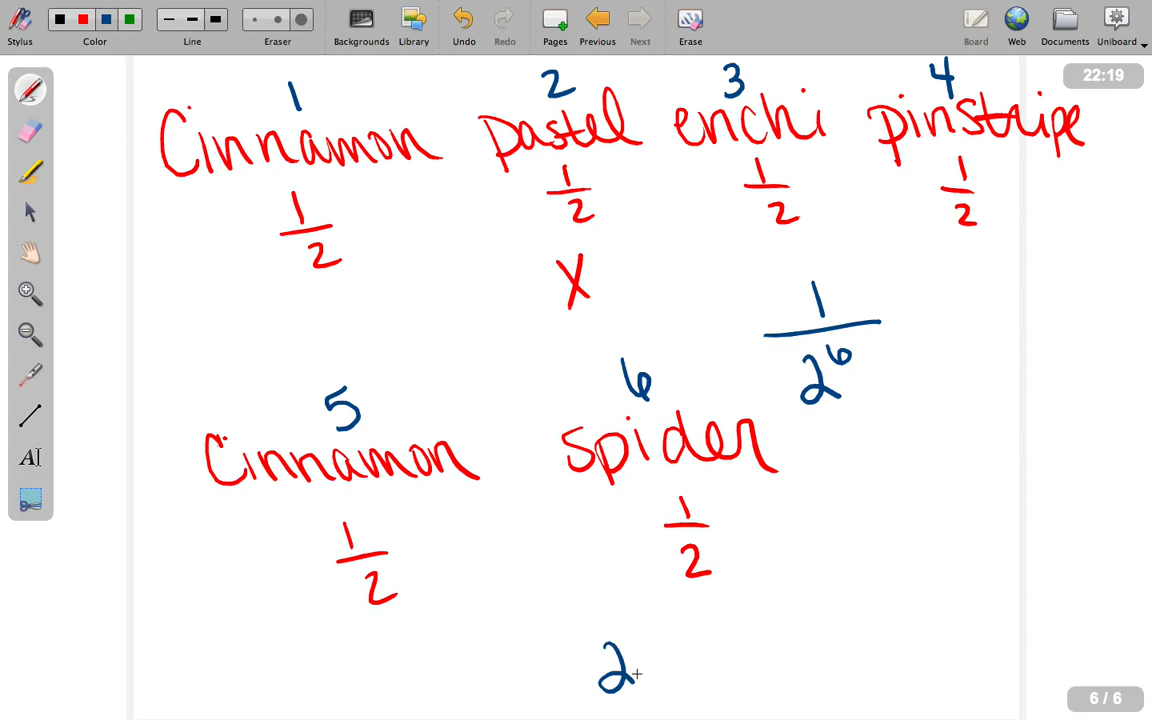 Stylus Color Line Eraser Backgrounds Library Undo Redo Pages Previous Next Erase Board Web Documents Uniboard
22:19
1 2 3 4
Cinnamon pastel enchi pinstripe
1/2 1/2 1/2 1/2
X
1/2^6
5 6
Cinnamon spider
1/2 1/2
2
6 / 6